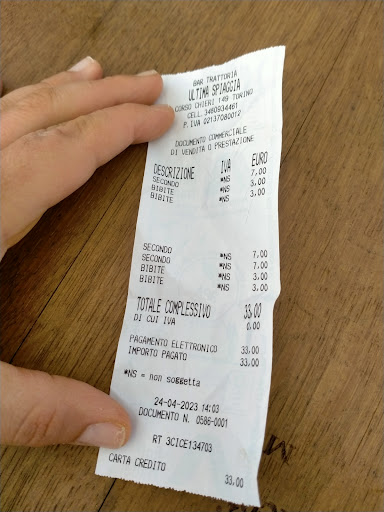 BAR TRATTORIA
ULTIMA SPIAGGIA
CORSO CHIERI 149 TORINO
CELL. 3460934461
P. IVA 02137080012
DOCUMENTO COMMERCIALE
DI VENDITA O PRESTAZIONE
DESCRIZIONE IVA EURO
SECONDO *NS 7,00
BIBITE *NS 3,00
BIBITE *NS 3,00
SECONDO *NS 7,00
SECONDO *NS 7,00
BIBITE *NS 3,00
BIBITE *NS 3,00
TOTALE COMPLESSIVO 33,00
DI CUI IVA 0,00
PAGAMENTO ELETTRONICO 33,00
IMPORTO PAGATO 33,00
*NS = non soggetta
24-04-2023 14:03
DOCUMENTO N. 0586-0001
RT 3CICE134703
CARTA CREDITO 33,00